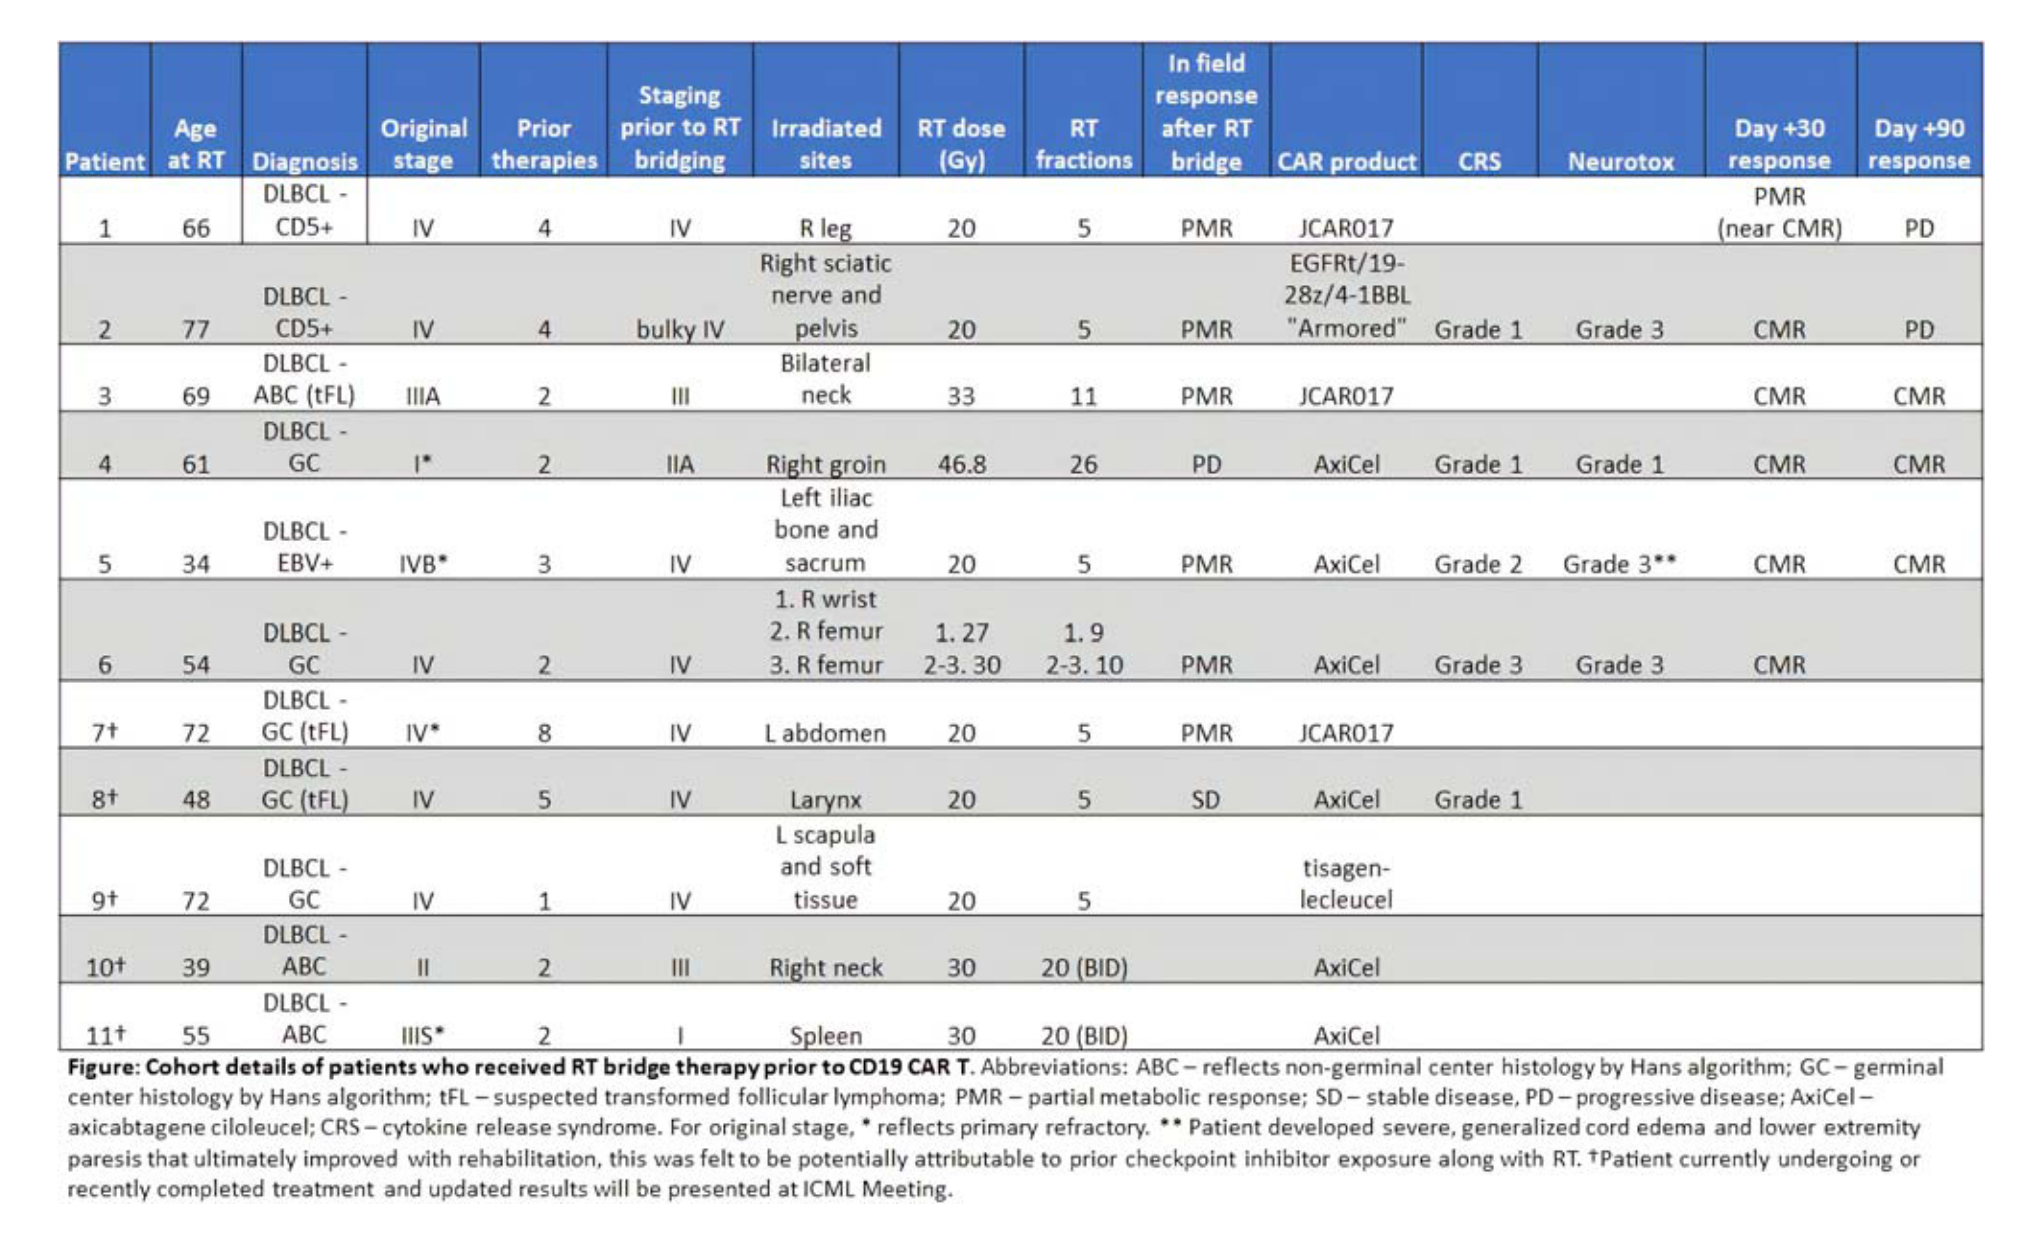 Patient | Age at RT | Diagnosis | Original stage | Prior therapies | Staging prior to RT bridging | Irradiated sites | RT dose (Gy) | RT fractions | In field response after RT bridge | CAR product | CRS | Neurotox | Day +30 response | Day +90 response
1 | 66 | DLBCL - CD5+ | IV | 4 | IV | R leg | 20 | 5 | PMR | JCAR017 | | | PMR (near CMR) | PD
2 | 77 | DLBCL - CD5+ | IV | 4 | bulky IV | Right sciatic nerve and pelvis | 20 | 5 | PMR | EGFRt/19-28z/4-1BBL "Armored" | Grade 1 | Grade 3 | CMR | PD
3 | 69 | DLBCL - ABC (tFL) | IIIA | 2 | III | Bilateral neck | 33 | 11 | PMR | JCAR017 | | | CMR | CMR
4 | 61 | DLBCL - GC | I* | 2 | IIA | Right groin | 46.8 | 26 | PD | AxiCel | Grade 1 | Grade 1 | CMR | CMR
5 | 34 | DLBCL - EBV+ | IVB* | 3 | IV | Left iliac bone and sacrum | 20 | 5 | PMR | AxiCel | Grade 2 | Grade 3** | CMR | CMR
6 | 54 | DLBCL - GC | IV | 2 | IV | 1. R wrist 2. R femur 3. R femur | 1. 27 2-3. 30 | 1. 9 2-3. 10 | PMR | AxiCel | Grade 3 | Grade 3 | CMR |
7† | 72 | DLBCL - GC (tFL) | IV* | 8 | IV | L abdomen | 20 | 5 | PMR | JCAR017 | | | |
8† | 48 | DLBCL - GC (tFL) | IV | 5 | IV | Larynx | 20 | 5 | SD | AxiCel | Grade 1 | | |
9† | 72 | DLBCL - GC | IV | 1 | IV | L scapula and soft tissue | 20 | 5 | | tisagen-lecleucel | | | |
10† | 39 | DLBCL - ABC | II | 2 | III | Right neck | 30 | 20 (BID) | | AxiCel | | | |
11† | 55 | DLBCL - ABC | IIIS* | 2 | I | Spleen | 30 | 20 (BID) | | AxiCel | | | |
Figure: Cohort details of patients who received RT bridge therapy prior to CD19 CAR T. Abbreviations: ABC – reflects non-germinal center histology by Hans algorithm; GC – germinal
center histology by Hans algorithm; tFL – suspected transformed follicular lymphoma; PMR – partial metabolic response; SD – stable disease, PD – progressive disease; AxiCel –
axicabtagene ciloleucel; CRS – cytokine release syndrome. For original stage, * reflects primary refractory. ** Patient developed severe, generalized cord edema and lower extremity
paresis that ultimately improved with rehabilitation, this was felt to be potentially attributable to prior checkpoint inhibitor exposure along with RT. †Patient currently undergoing or
recently completed treatment and updated results will be presented at ICML Meeting.